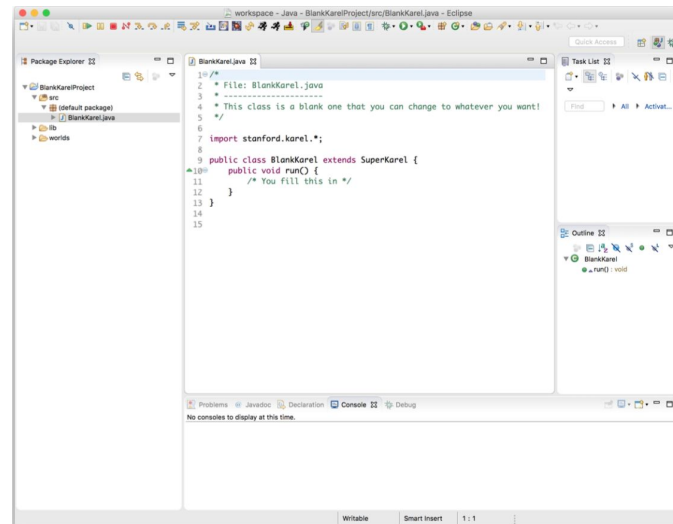 workspace - Java - BlankKarelProject/src/BlankKarel.java - Eclipse
Quick Access
Package Explorer
BlankKarelProject
src
(default package)
BlankKarel.java
lib
worlds
BlankKarel.java
1 /*
2 * File: BlankKarel.java
3 * ---------------------
4 * This class is a blank one that you can change to whatever you want!
5 */
6
7 import stanford.karel.*;
8
9 public class BlankKarel extends SuperKarel {
10 public void run() {
11 /* You fill this in */
12 }
13 }
14
15
Task List
Find All Activat...
Outline
BlankKarel
run() : void
Problems Javadoc Declaration Console Debug
No consoles to display at this time.
Writable Smart Insert 1 : 1